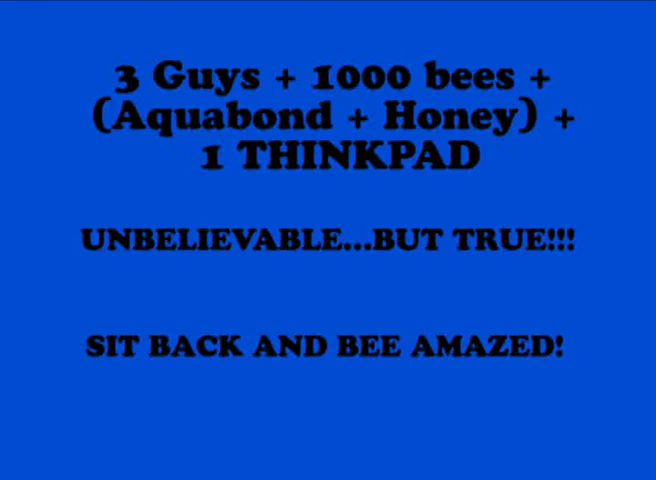 3 Guys + 1000 bees +
(Aquabond + Honey) +
1 THINKPAD
UNBELIEVABLE...BUT TRUE!!!
SIT BACK AND BEE AMAZED!